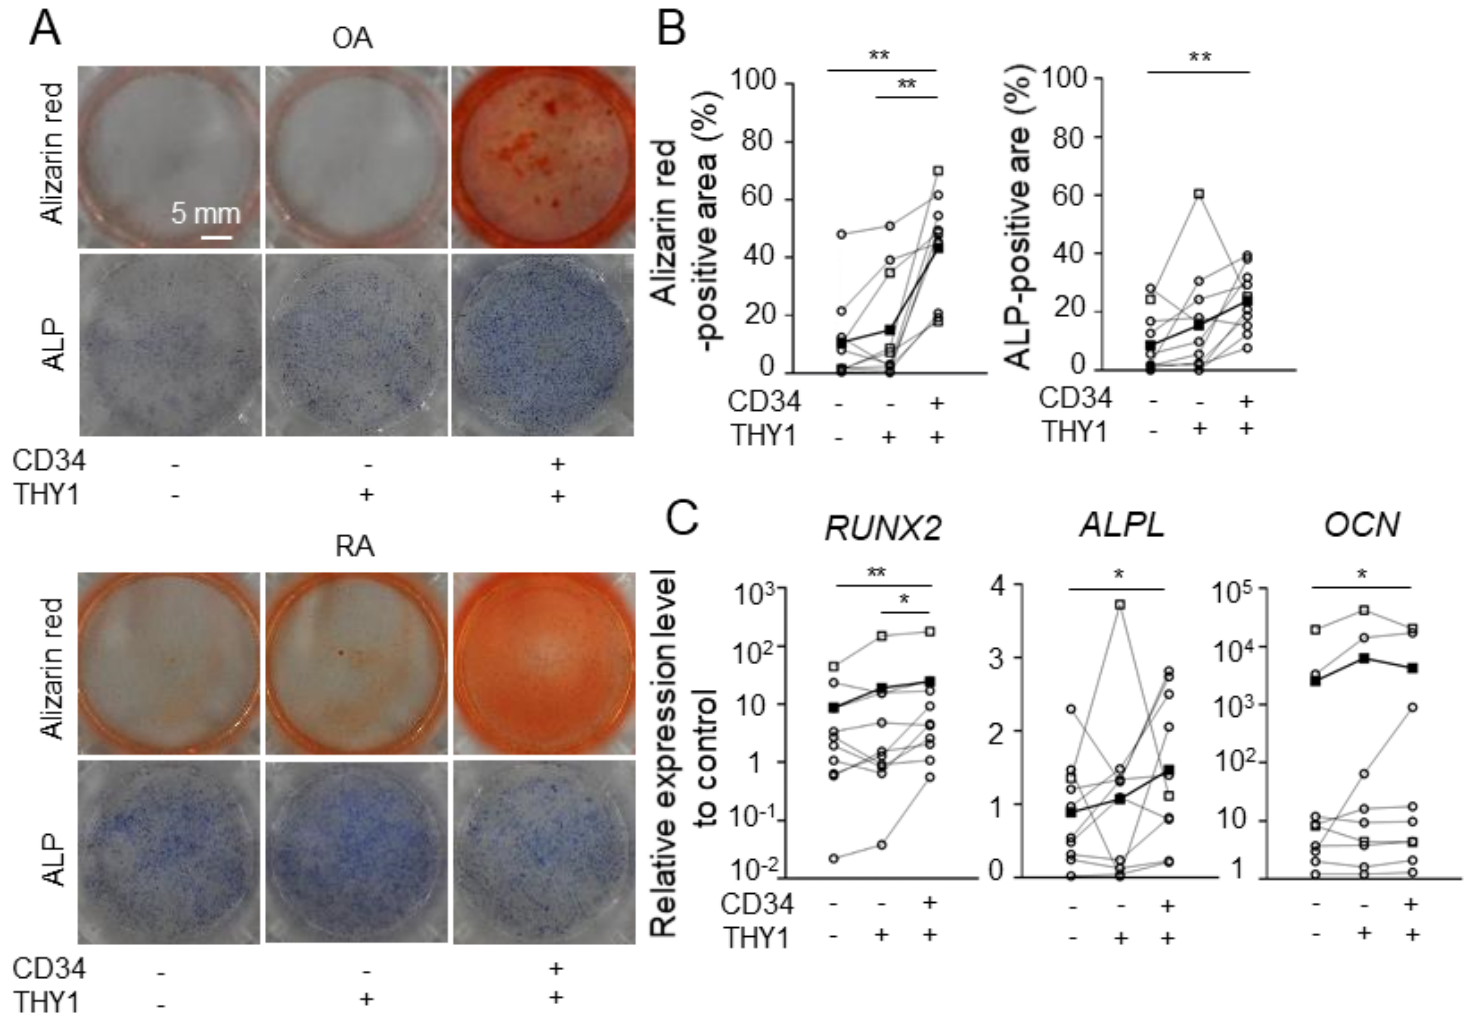 A
OA
Alizarin red
5 mm
ALP
CD34 - - +
THY1 - + +
RA
Alizarin red
ALP
CD34 - - +
THY1 - + +
B
** **
Alizarin red
-positive area (%)
100
80
60
40
20
0
CD34 - - +
THY1 - + +
**
ALP-positive are (%)
100
80
60
40
20
0
CD34 - - +
THY1 - + +
C
Relative expression level
to control
RUNX2
** *
10³
10²
10
1
10⁻¹
10⁻²
CD34 - - +
THY1 - + +
ALPL
*
4
3
2
1
0
- - +
- + +
OCN
*
10⁵
10⁴
10³
10²
10
1
- - +
- + +